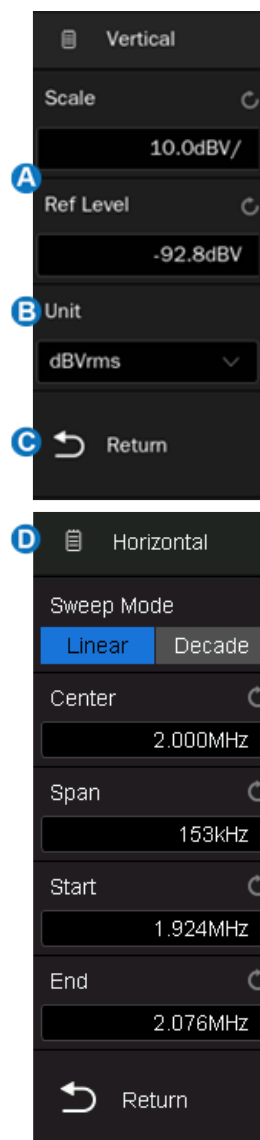 Vertical
Scale
10.0dBV/
A
Ref Level
-92.8dBV
B Unit
dBVrms
C Return
D Horizontal
Sweep Mode
Linear Decade
Center
2.000MHz
Span
153kHz
Start
1.924MHz
End
2.076MHz
Return